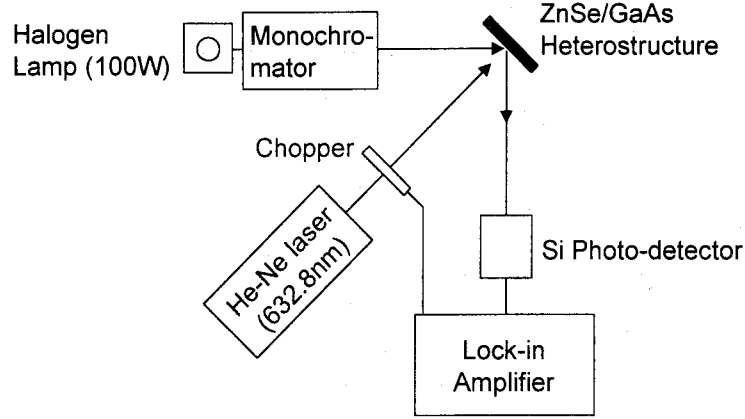 Halogen
Lamp (100W)
Monochro-
mator
ZnSe/GaAs
Heterostructure
Chopper
He-Ne laser
(632.8nm)
Si Photo-detector
Lock-in
Amplifier